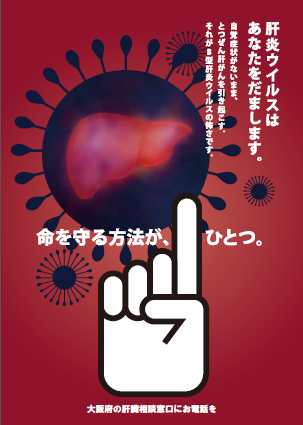 肝炎ウイルスは
あなたをだまします。
自覚症状がないまま、
とつぜん肝がんを引き起こす。
それがB型肝炎ウイルスの怖さです。
命を守る方法が、ひとつ。
大阪府の肝臓相談窓口にお電話を